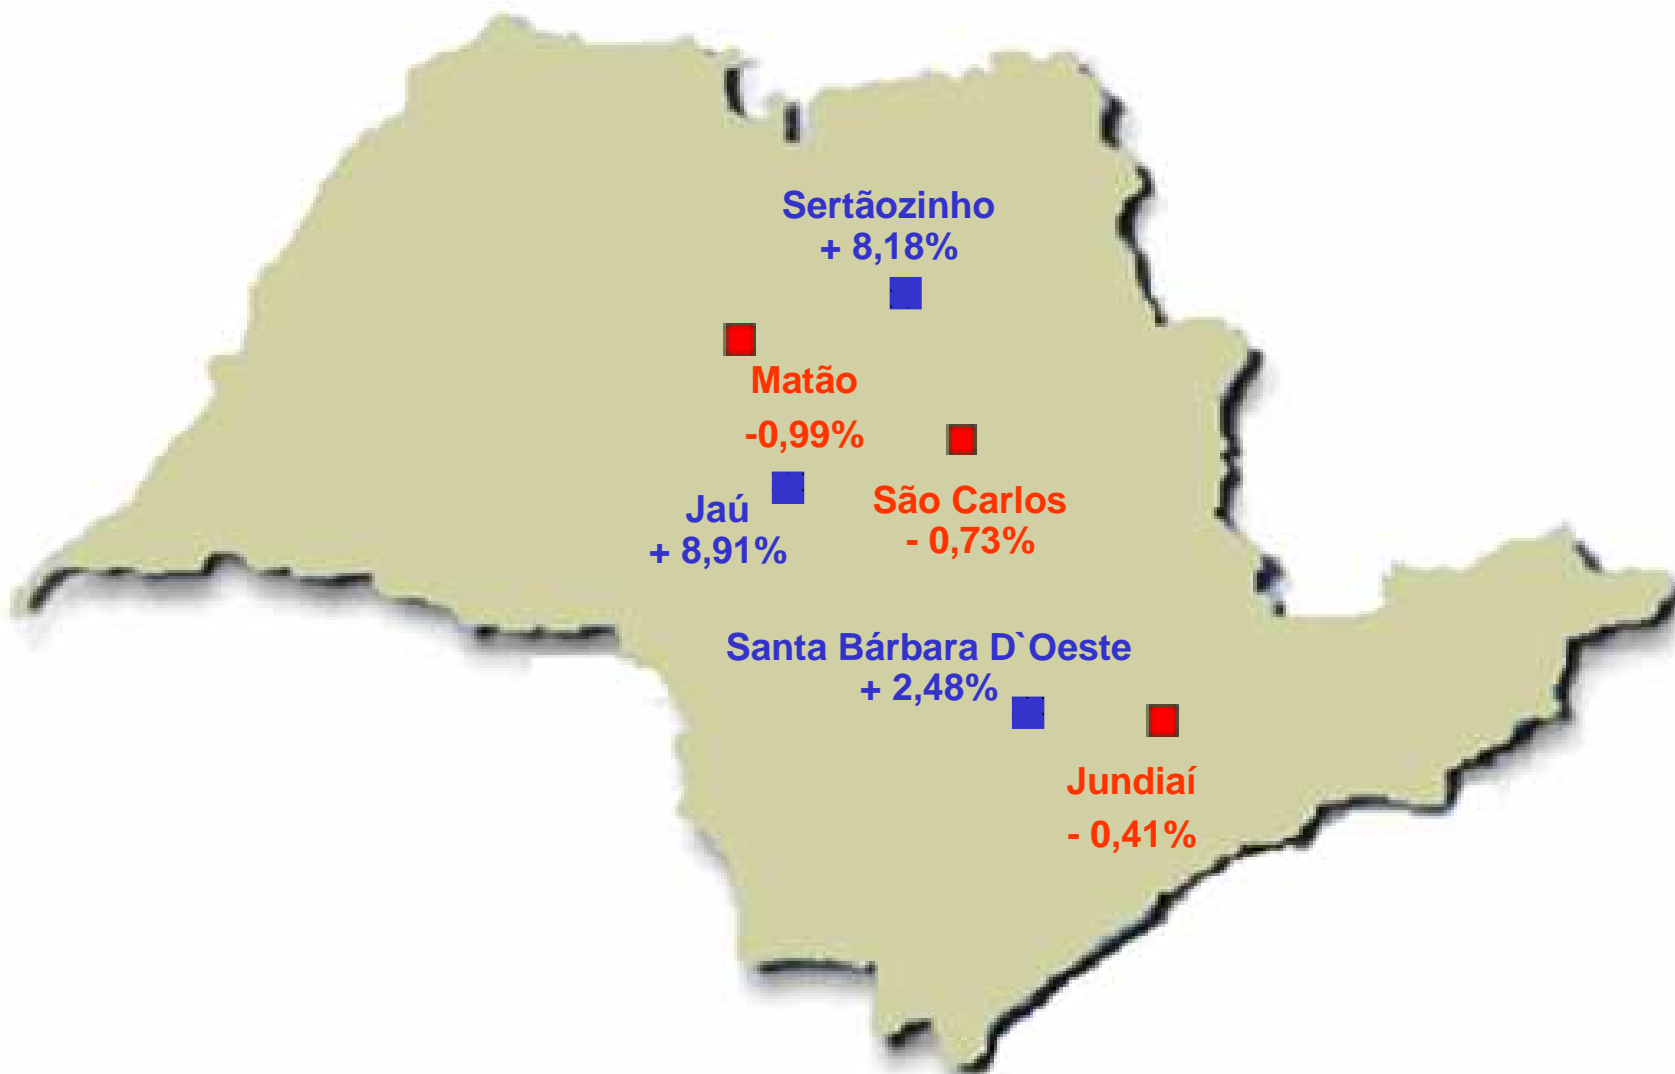 Sertãozinho
+ 8,18%
Matão
-0,99%
Jaú
+ 8,91%
São Carlos
- 0,73%
Santa Bárbara D`Oeste
+ 2,48%
Jundiaí
- 0,41%